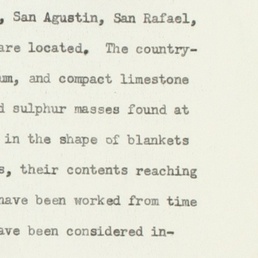 , San Agustin, San Rafael,
are located. The country-
um, and compact limestone
d sulphur masses found at
in the shape of blankets
s, their contents reaching
have been worked from time
ave been considered in-